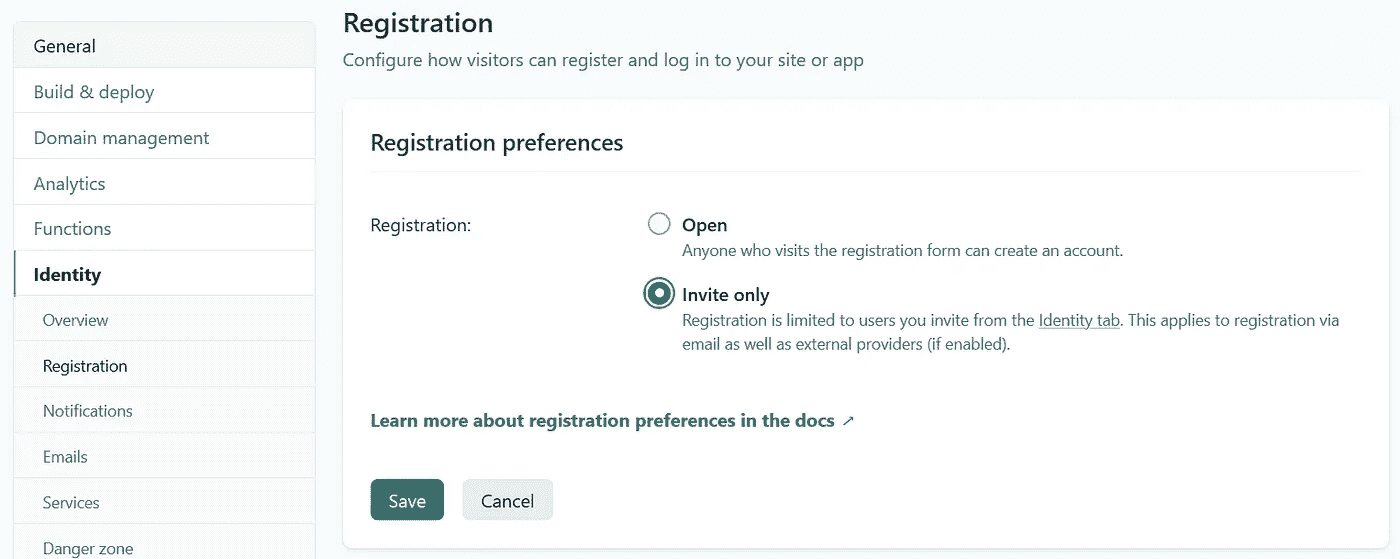 General
Build & deploy
Domain management
Analytics
Functions
Identity
Overview
Registration
Notifications
Emails
Services
Danger zone
Registration
Configure how visitors can register and log in to your site or app
Registration preferences
Registration:
Open
Anyone who visits the registration form can create an account.
Invite only
Registration is limited to users you invite from the Identity tab. This applies to registration via
email as well as external providers (if enabled).
Learn more about registration preferences in the docs ↗
Save
Cancel